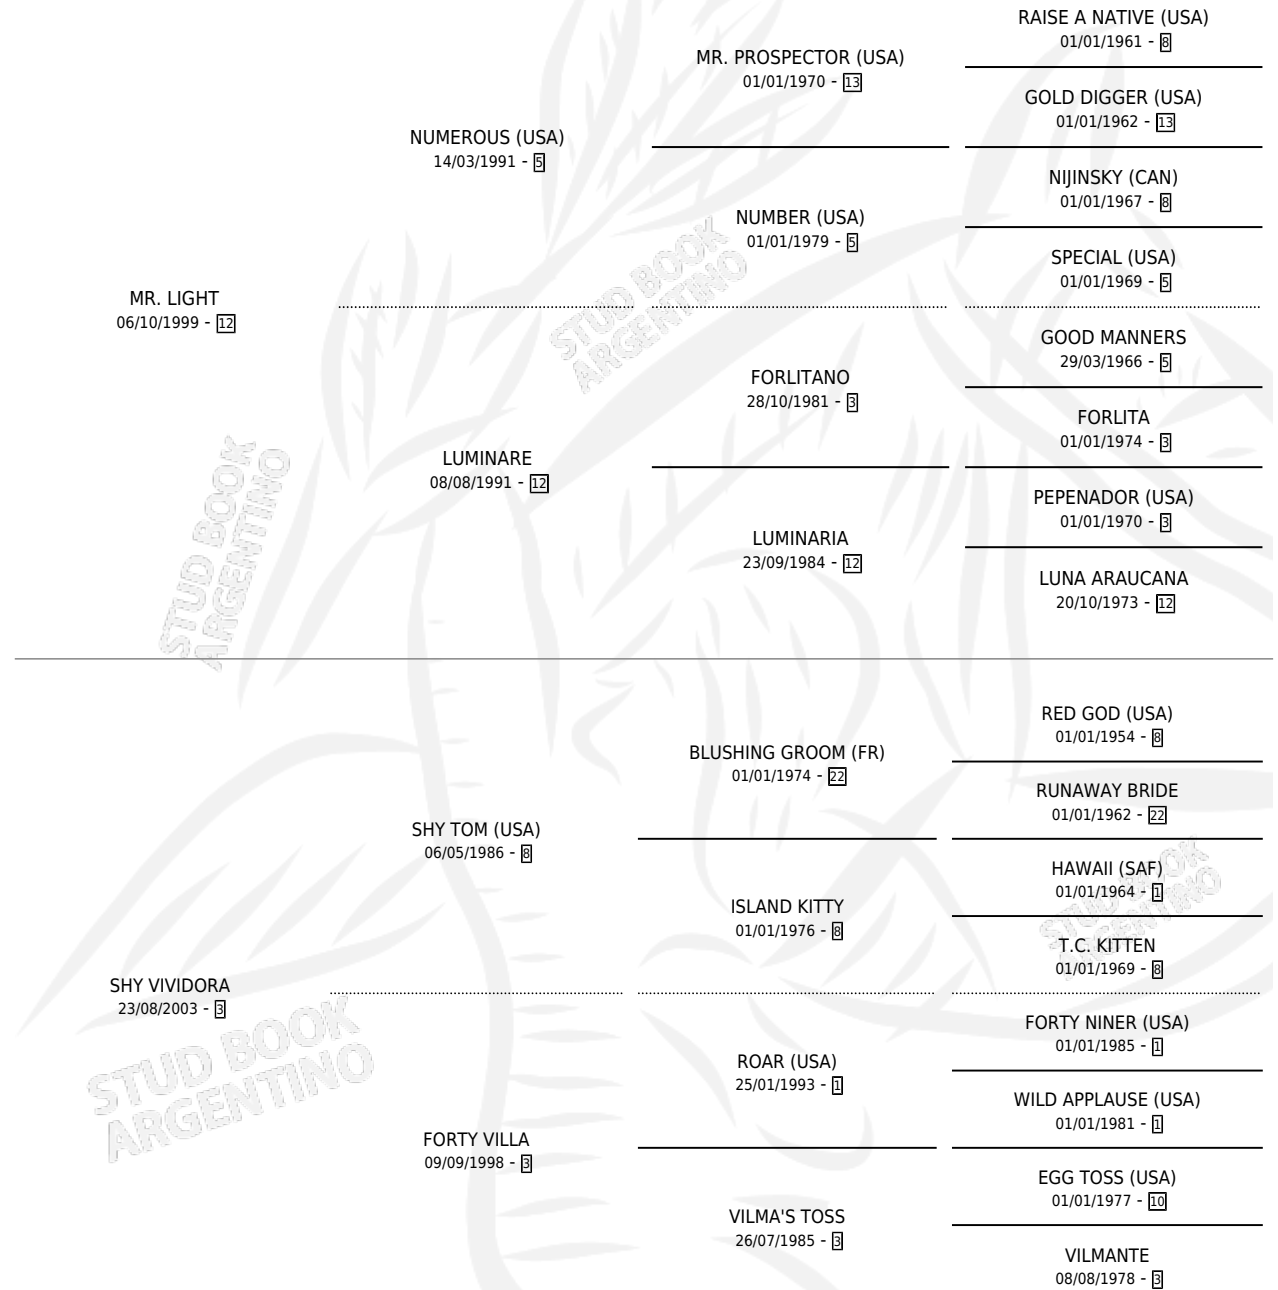 RAISE A NATIVE (USA)
01/01/1961 - 8
MR. PROSPECTOR (USA)
01/01/1970 - 13
GOLD DIGGER (USA)
01/01/1962 - 13
NUMEROUS (USA)
14/03/1991 - 5
NIJINSKY (CAN)
01/01/1967 - 8
NUMBER (USA)
01/01/1979 - 5
SPECIAL (USA)
01/01/1969 - 5
MR. LIGHT
06/10/1999 - 12
GOOD MANNERS
29/03/1966 - 5
FORLITANO
28/10/1981 - 3
FORLITA
01/01/1974 - 3
LUMINARE
08/08/1991 - 12
PEPENADOR (USA)
01/01/1970 - 3
LUMINARIA
23/09/1984 - 12
LUNA ARAUCANA
20/10/1973 - 12
RED GOD (USA)
01/01/1954 - 8
BLUSHING GROOM (FR)
01/01/1974 - 22
RUNAWAY BRIDE
01/01/1962 - 22
SHY TOM (USA)
06/05/1986 - 8
HAWAII (SAF)
01/01/1964 - 1
ISLAND KITTY
01/01/1976 - 8
T.C. KITTEN
01/01/1969 - 8
SHY VIVIDORA
23/08/2003 - 3
FORTY NINER (USA)
01/01/1985 - 1
ROAR (USA)
25/01/1993 - 1
WILD APPLAUSE (USA)
01/01/1981 - 1
FORTY VILLA
09/09/1998 - 3
EGG TOSS (USA)
01/01/1977 - 10
VILMA'S TOSS
26/07/1985 - 3
VILMANTE
08/08/1978 - 3
STUD BOOK
ARGENTINO
STUD BOOK
ARGENTINO
STUD BOOK
ARGENTINO
STUD BOOK
ARGENTINO